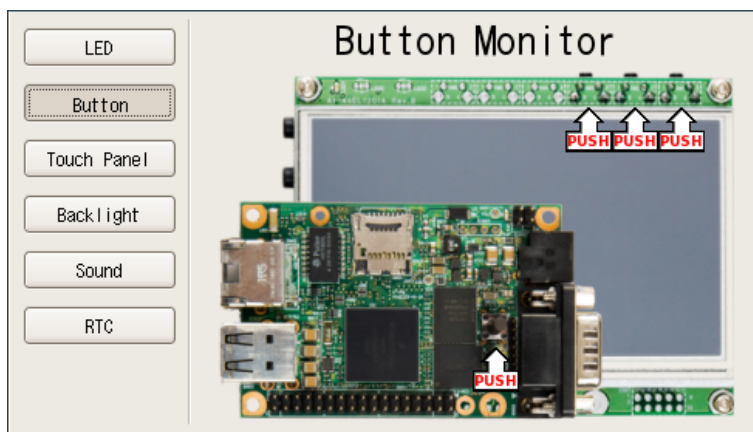 Button Monitor
LED
Button
Touch Panel
Backlight
Sound
RTC
PUSH PUSH PUSH
PUSH